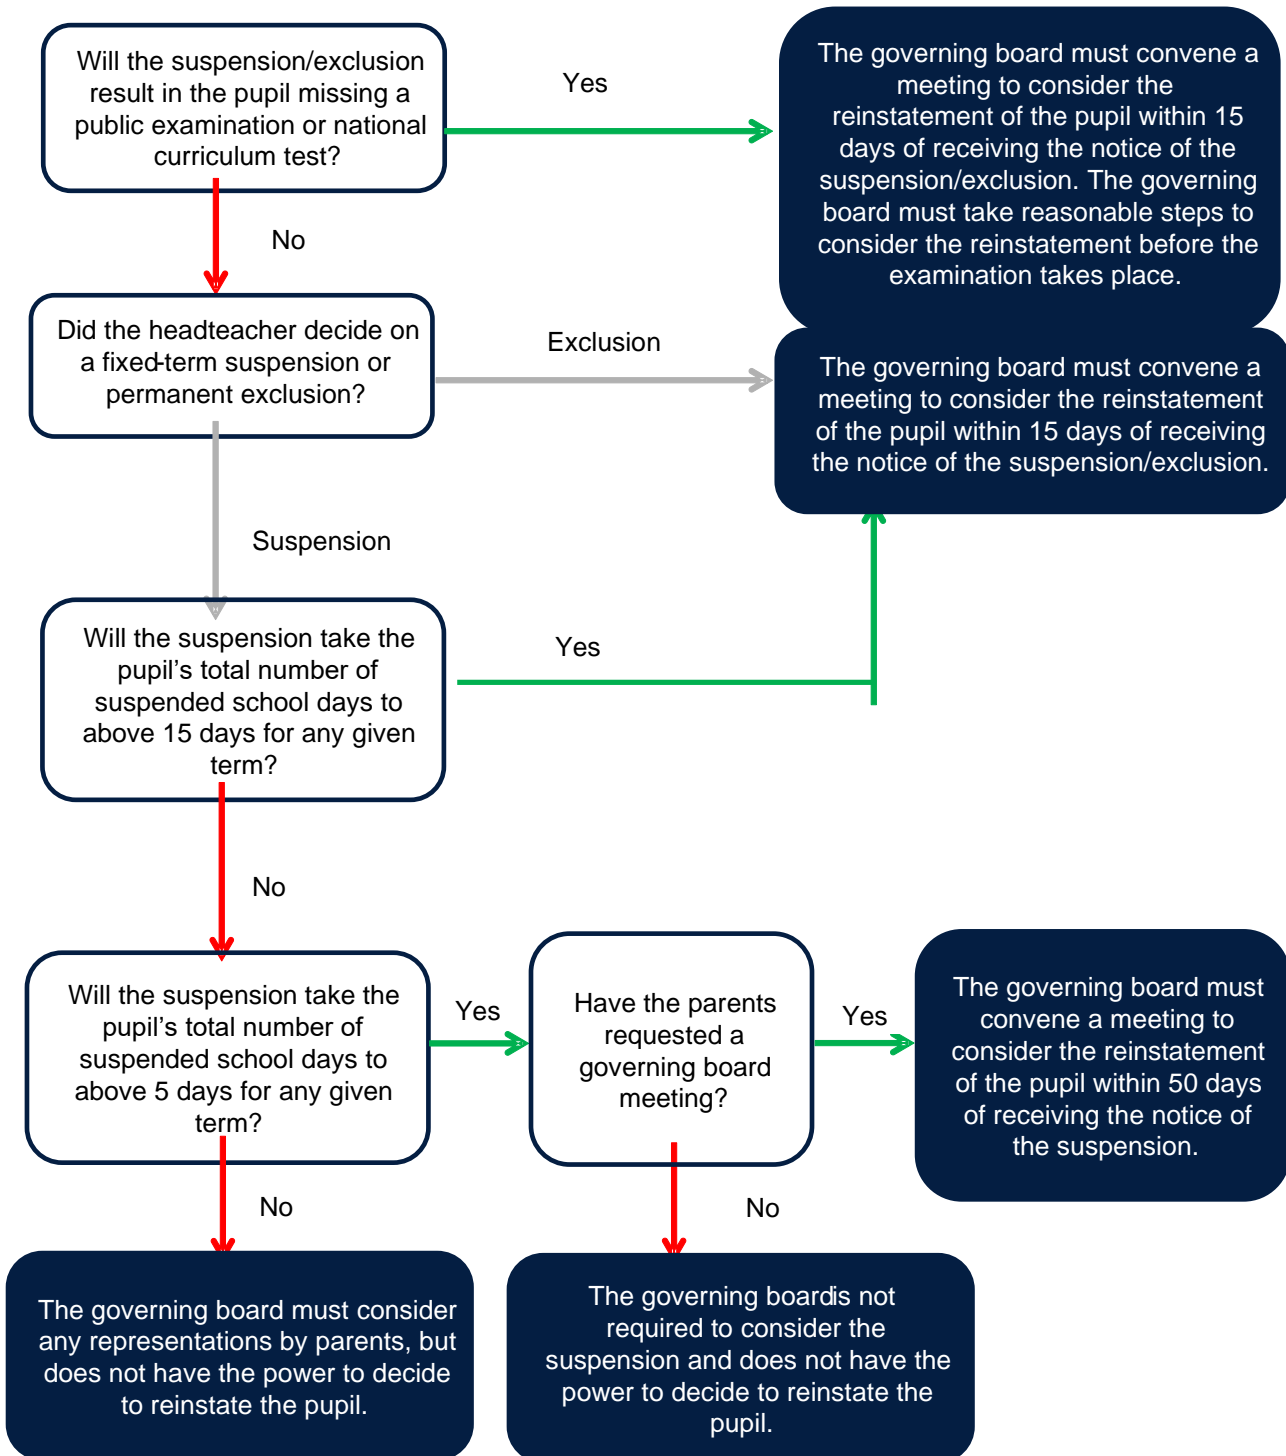 Will the suspension/exclusion
result in the pupil missing a
public examination or national
curriculum test?
Yes
The governing board must convene a
meeting to consider the
reinstatement of the pupil within 15
days of receiving the notice of the
suspension/exclusion. The governing
board must take reasonable steps to
consider the reinstatement before the
examination takes place.
No
Did the headteacher decide on
a fixed-term suspension or
permanent exclusion?
Exclusion
The governing board must convene a
meeting to consider the reinstatement
of the pupil within 15 days of receiving
the notice of the suspension/exclusion.
Suspension
Will the suspension take the
pupil’s total number of
suspended school days to
above 15 days for any given
term?
Yes
No
Will the suspension take the
pupil’s total number of
suspended school days to
above 5 days for any given
term?
Yes
Have the parents
requested a
governing board
meeting?
Yes
The governing board must
convene a meeting to
consider the reinstatement
of the pupil within 50 days
of receiving the notice of
the suspension.
No
No
The governing board must consider
any representations by parents, but
does not have the power to decide
to reinstate the pupil.
The governing boardis not
required to consider the
suspension and does not have the
power to decide to reinstate the
pupil.